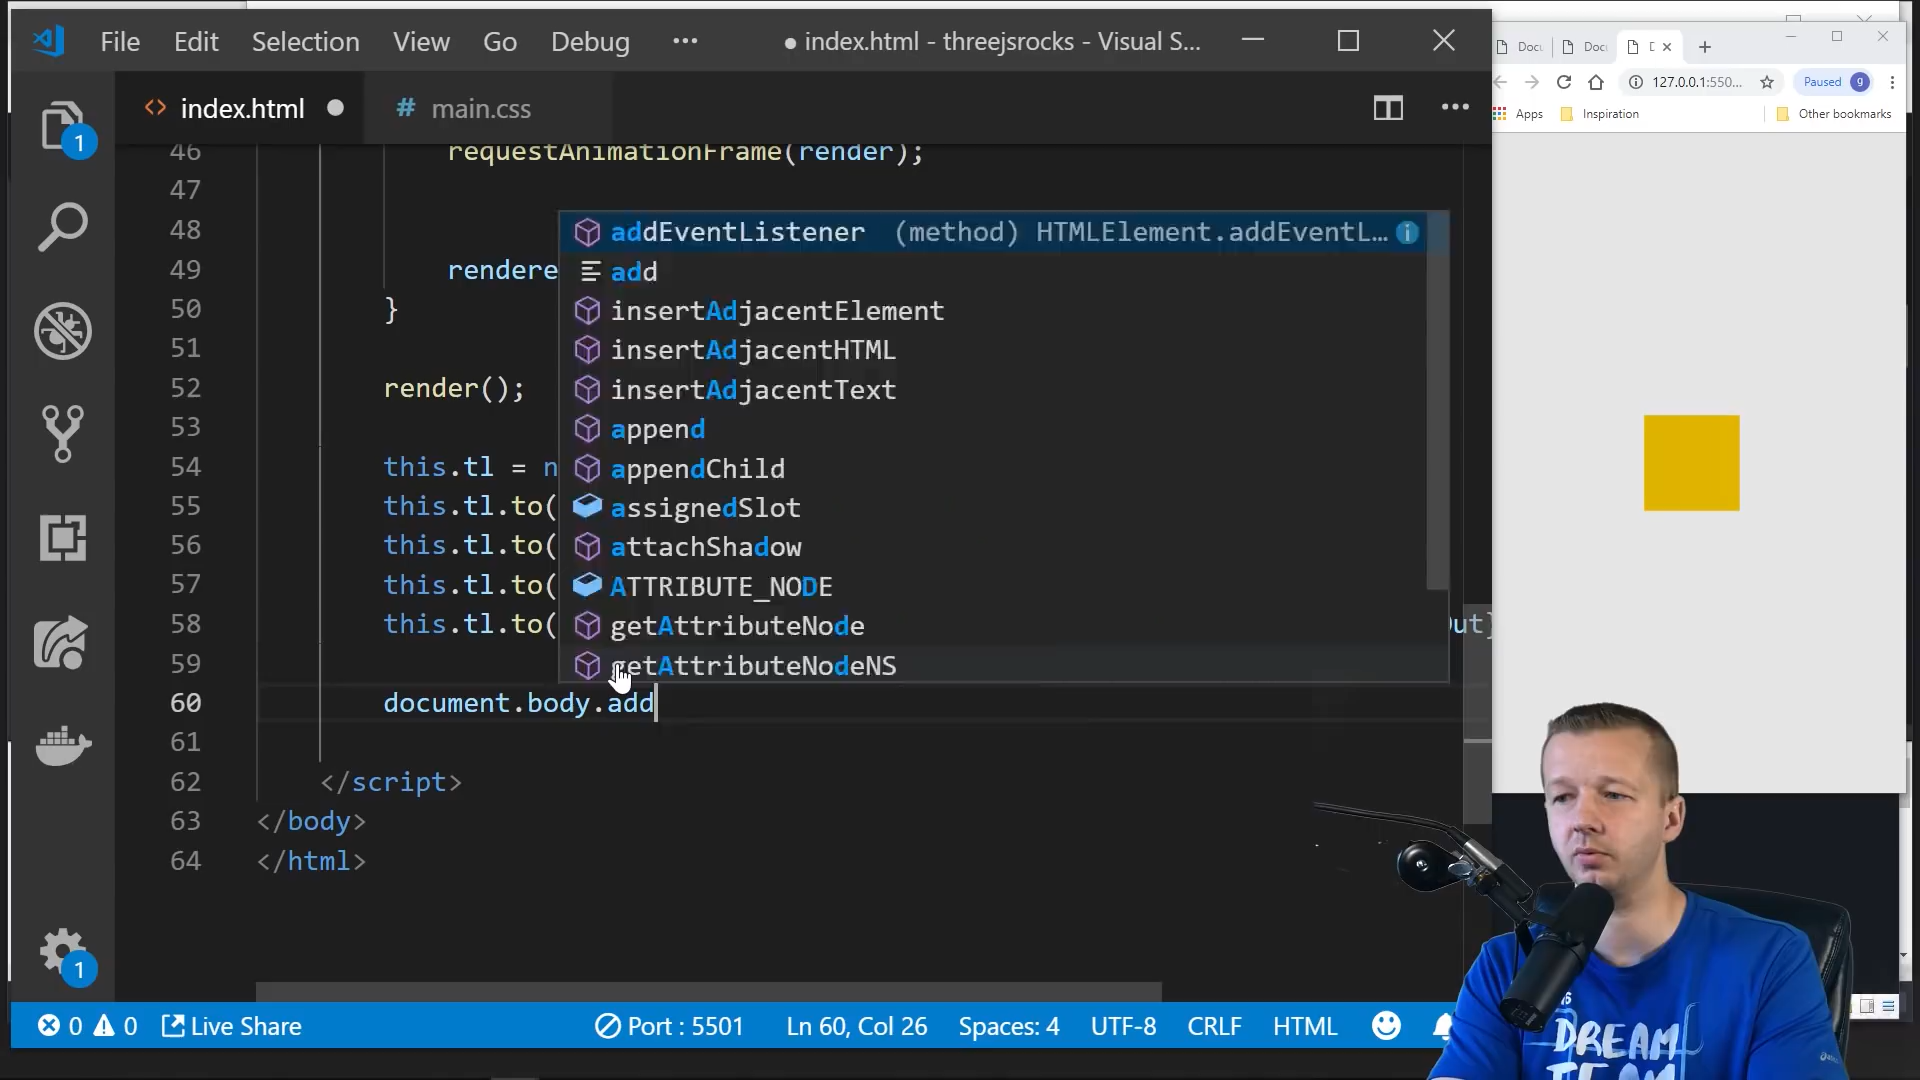 File Edit Selection View Go Debug ••• ● index.html - threejsrocks - Visual S...
index.html ● # main.css •••
46 requestAnimationFrame(render);
47
48
49 rendere
50 }
51
52 render();
53
54 this.tl = n
55 this.tl.to(
56 this.tl.to(
57 this.tl.to(
58 this.tl.to( ut}
59
60 document.body.add
61
62 </script>
63 </body>
64 </html>
addEventListener (method) HTMLElement.addEventL...
add
insertAdjacentElement
insertAdjacentHTML
insertAdjacentText
append
appendChild
assignedSlot
attachShadow
ATTRIBUTE_NODE
getAttributeNode
getAttributeNodeNS
1
1
0 0 Live Share Port : 5501 Ln 60, Col 26 Spaces: 4 UTF-8 CRLF HTML
127.0.0.1:550... Paused g
Apps Inspiration Other bookmarks
DREAM
TEAM